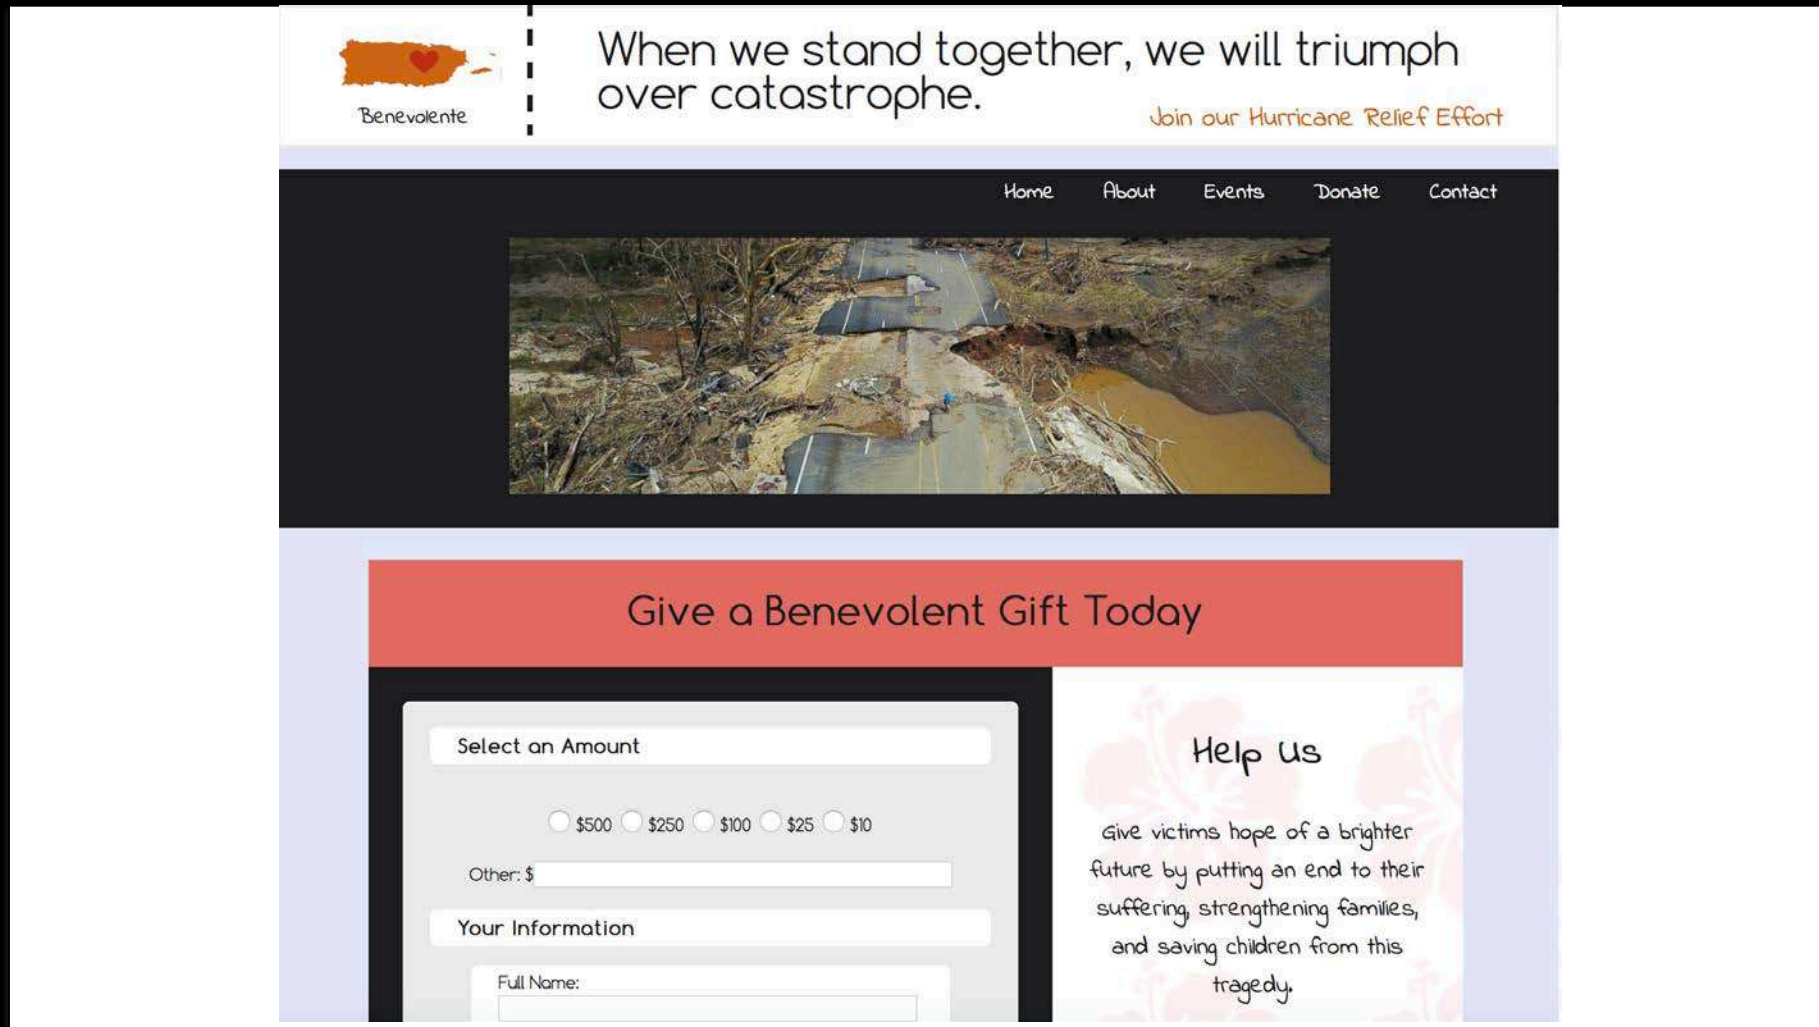 Benevolente
When we stand together, we will triumph
over catastrophe.
Join our Hurricane Relief Effort
Home About Events Donate Contact
Give a Benevolent Gift Today
Select an Amount
$500 $250 $100 $25 $10
Other: $
Your Information
Full Name:
Help Us
Give victims hope of a brighter
future by putting an end to their
suffering, strengthening families,
and saving children from this
tragedy.